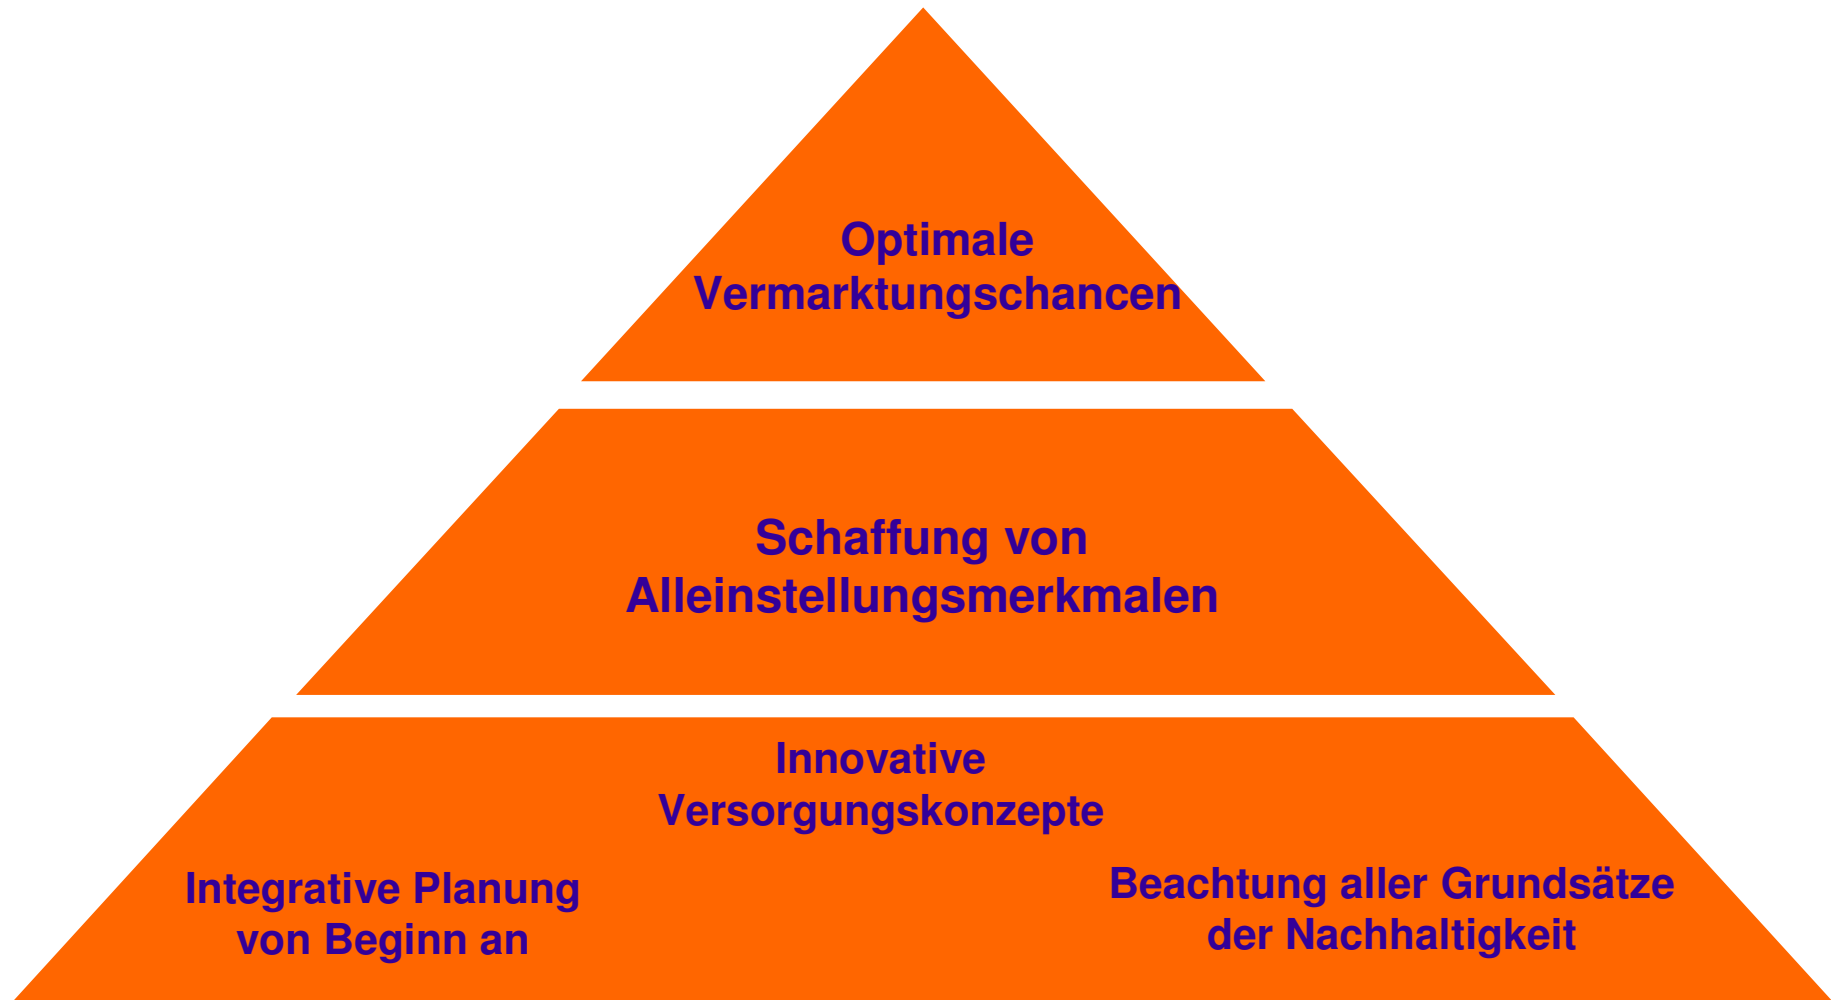 Optimale
Vermarktungschancen
Schaffung von
Alleinstellungsmerkmalen
Innovative
Versorgungskonzepte
Integrative Planung
von Beginn an
Beachtung aller Grundsätze
der Nachhaltigkeit